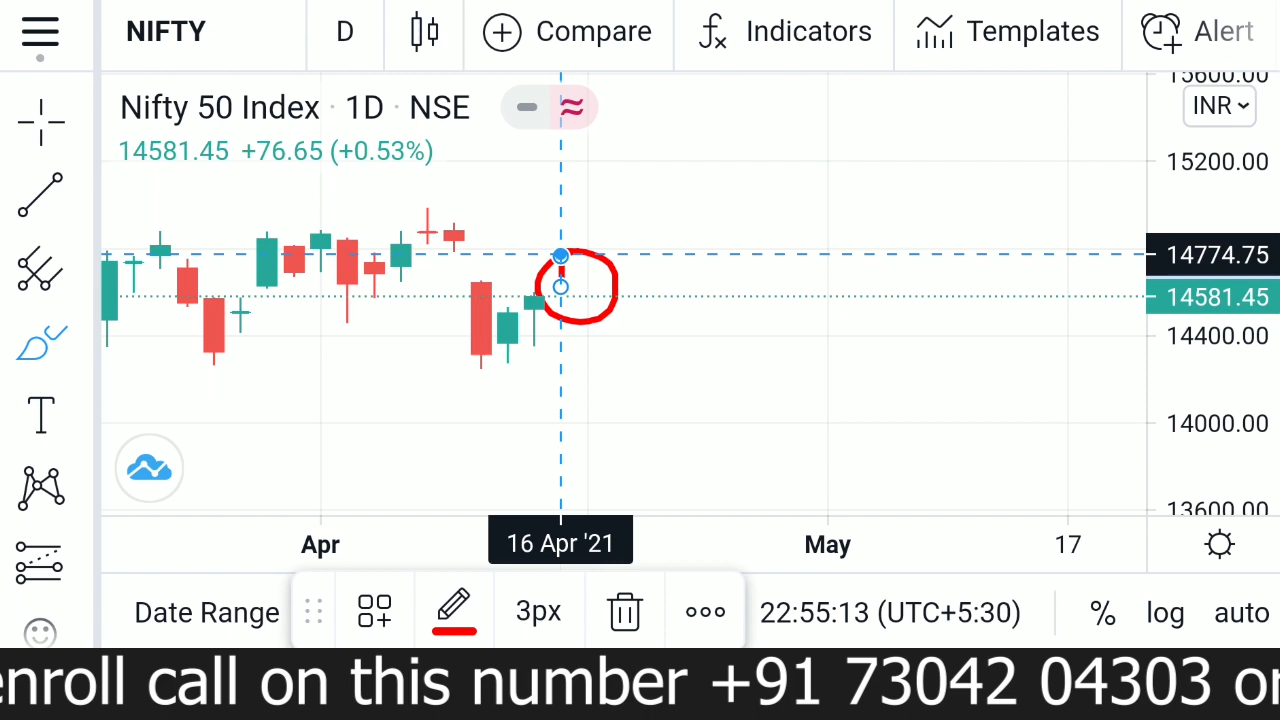 NIFTY D Compare Indicators Templates Alert
15600.00
Nifty 50 Index · 1D · NSE
INR
14581.45 +76.65 (+0.53%)
15200.00
14774.75
14581.45
14400.00
14000.00
13600.00
Apr 16 Apr '21 May 17
Date Range 3px 22:55:13 (UTC+5:30) % log auto
enroll call on this number +91 73042 04303 or